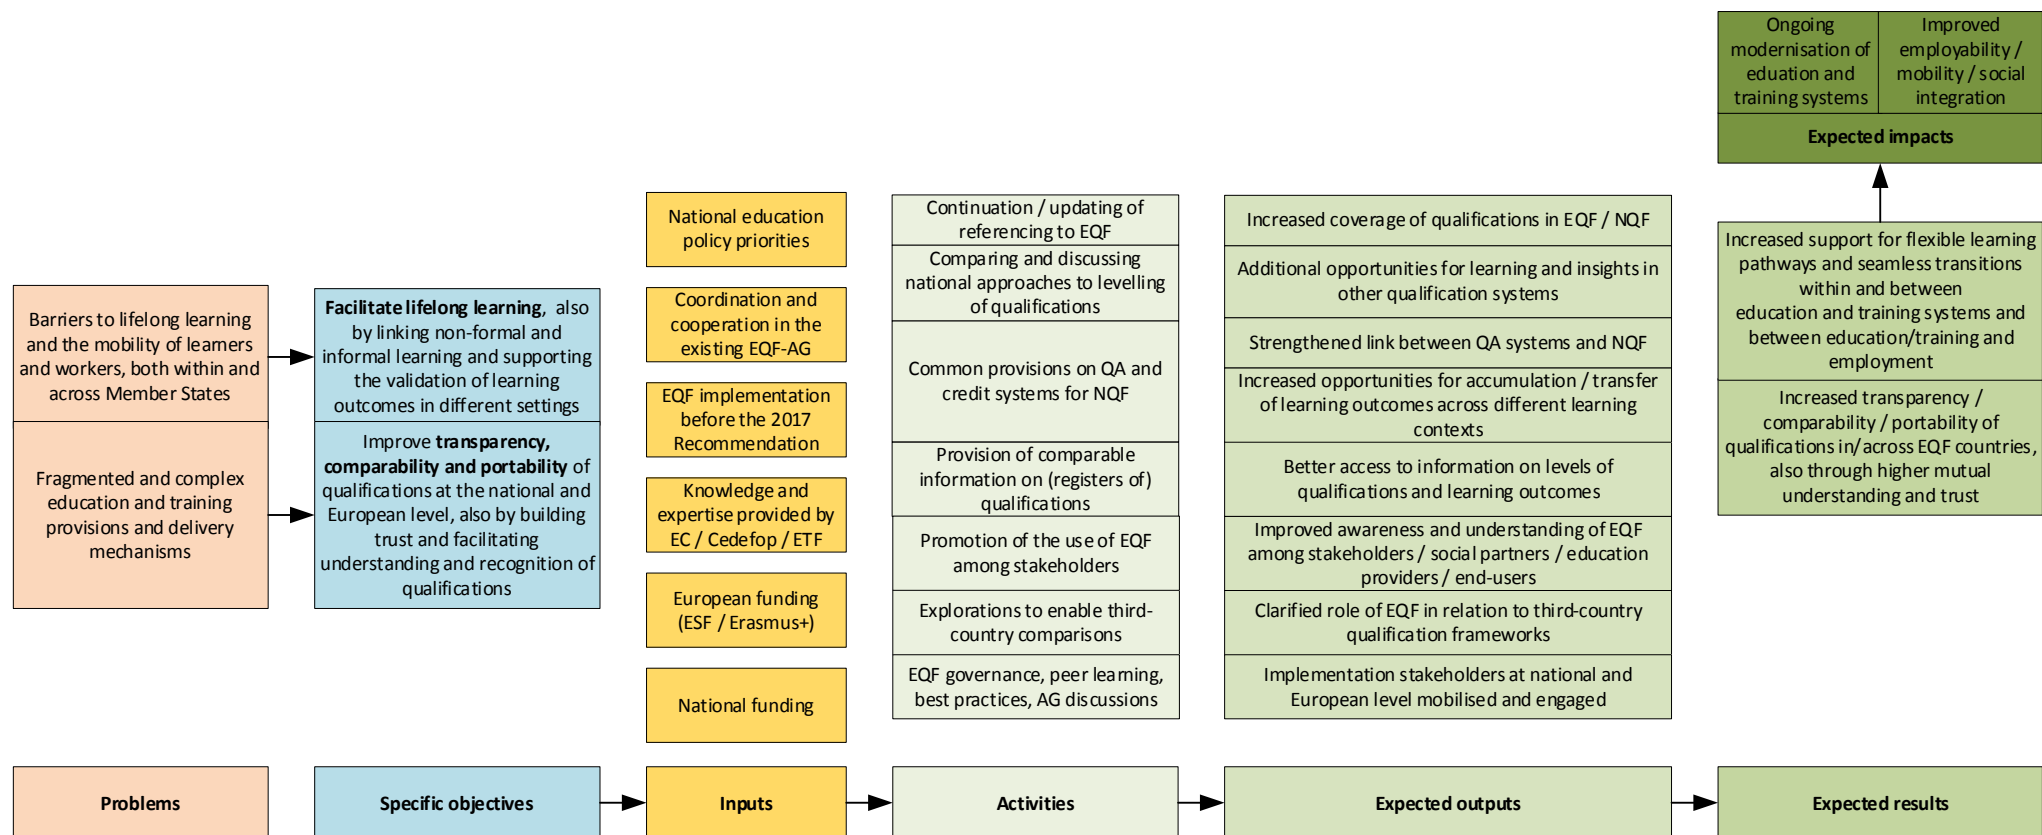 Ongoing
modernisation of
eduation and
training systems
Improved
employability /
mobility / social
integration
Expected impacts
Barriers to lifelong learning
and the mobility of learners
and workers, both within and
across Member States
Fragmented and complex
education and training
provisions and delivery
mechanisms
Facilitate lifelong learning, also
by linking non-formal and
informal learning and supporting
the validation of learning
outcomes in different settings
Improve transparency,
comparability and portability of
qualifications at the national and
European level, also by building
trust and facilitating
understanding and recognition of
qualifications
National education
policy priorities
Coordination and
cooperation in the
existing EQF-AG
EQF implementation
before the 2017
Recommendation
Knowledge and
expertise provided by
EC / Cedefop / ETF
European funding
(ESF / Erasmus+)
National funding
Continuation / updating of
referencing to EQF
Comparing and discussing
national approaches to levelling
of qualifications
Common provisions on QA and
credit systems for NQF
Provision of comparable
information on (registers of)
qualifications
Promotion of the use of EQF
among stakeholders
Explorations to enable third-
country comparisons
EQF governance, peer learning,
best practices, AG discussions
Increased coverage of qualifications in EQF / NQF
Additional opportunities for learning and insights in
other qualification systems
Strengthened link between QA systems and NQF
Increased opportunities for accumulation / transfer
of learning outcomes across different learning
contexts
Better access to information on levels of
qualifications and learning outcomes
Improved awareness and understanding of EQF
among stakeholders / social partners / education
providers / end-users
Clarified role of EQF in relation to third-country
qualification frameworks
Implementation stakeholders at national and
European level mobilised and engaged
Increased support for flexible learning
pathways and seamless transitions
within and between
education and training systems and
between education/training and
employment
Increased transparency /
comparability / portability of
qualifications in/across EQF countries,
also through higher mutual
understanding and trust
Problems
Specific objectives
Inputs
Activities
Expected outputs
Expected results